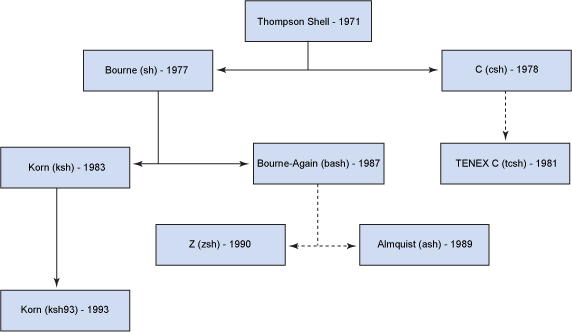 Thompson Shell - 1971
Bourne (sh) - 1977
C (csh) - 1978
Korn (ksh) - 1983
Bourne-Again (bash) - 1987
TENEX C (tcsh) - 1981
Z (zsh) - 1990
Almquist (ash) - 1989
Korn (ksh93) - 1993